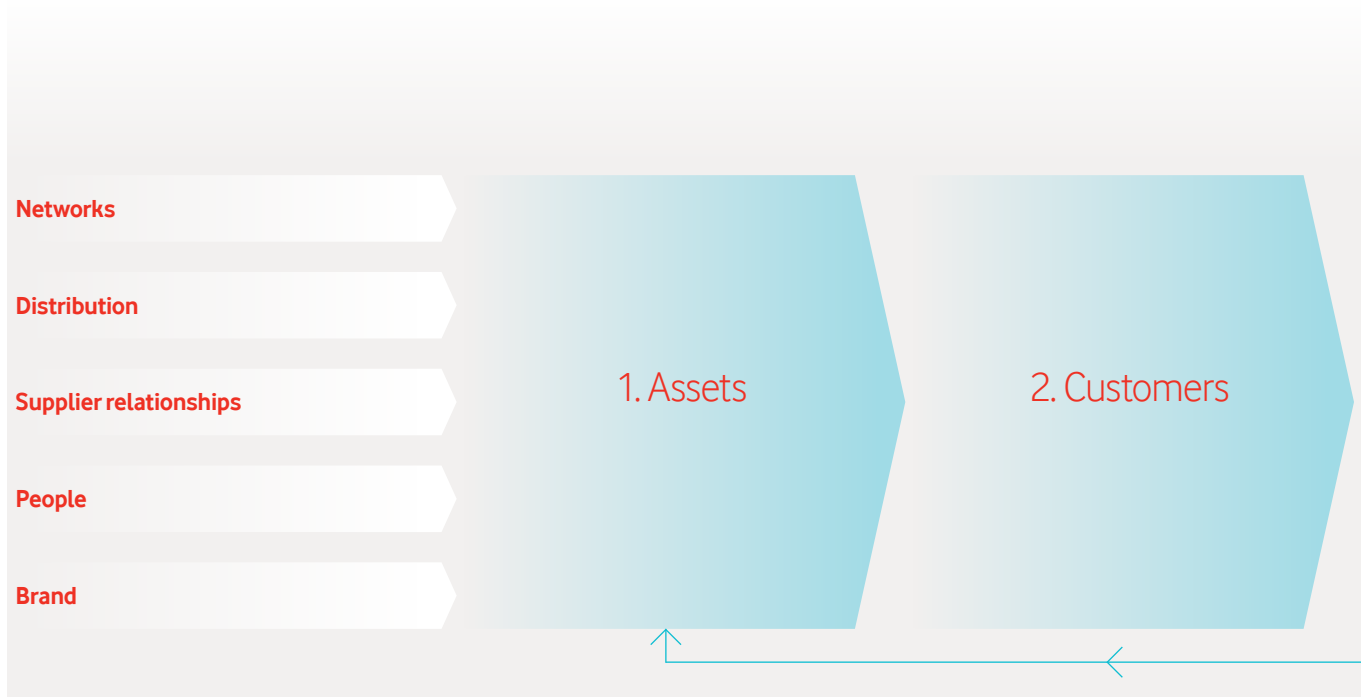 Networks
Distribution
Supplier relationships
People
Brand
1. Assets
2. Customers